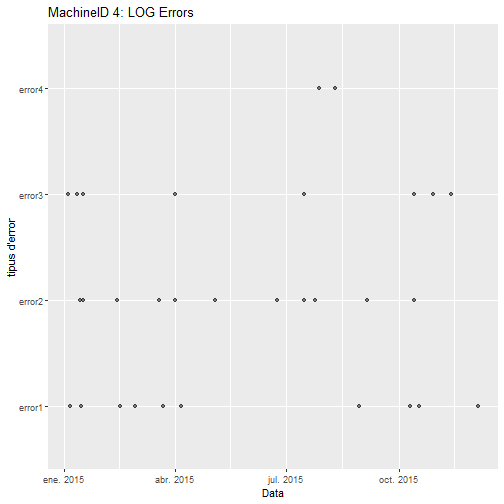 MachineID 4: LOG Errors
error4
error3
error2
error1
tipus d'error
ene. 2015
abr. 2015
jul. 2015
oct. 2015
Data